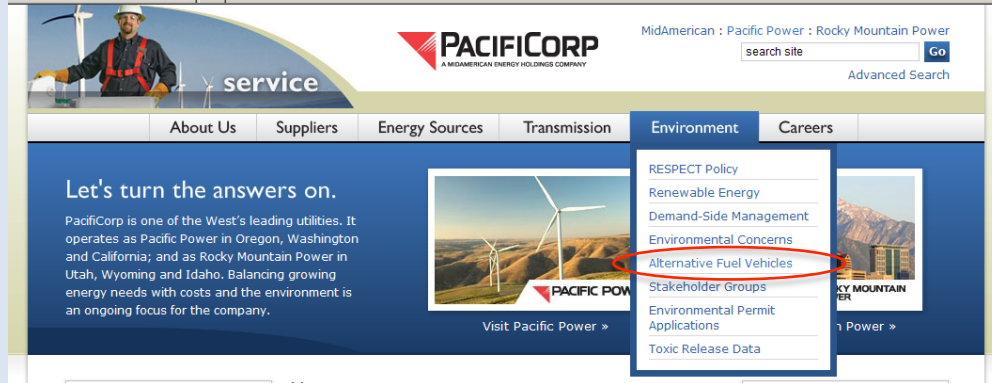 service
PACIFICORP
A MIDAMERICAN ENERGY HOLDINGS COMPANY
MidAmerican : Pacific Power : Rocky Mountain Power
search site
Go
Advanced Search
About Us
Suppliers
Energy Sources
Transmission
Environment
Careers
RESPECT Policy
Renewable Energy
Demand-Side Management
Environmental Concerns
Alternative Fuel Vehicles
Stakeholder Groups
Environmental Permit
Applications
Toxic Release Data
Let's turn the answers on.
PacifiCorp is one of the West's leading utilities. It
operates as Pacific Power in Oregon, Washington
and California; and as Rocky Mountain Power in
Utah, Wyoming and Idaho. Balancing growing
energy needs with costs and the environment is
an ongoing focus for the company.
PACIFIC POW
Visit Pacific Power »
KY MOUNTAIN
ER
n Power »